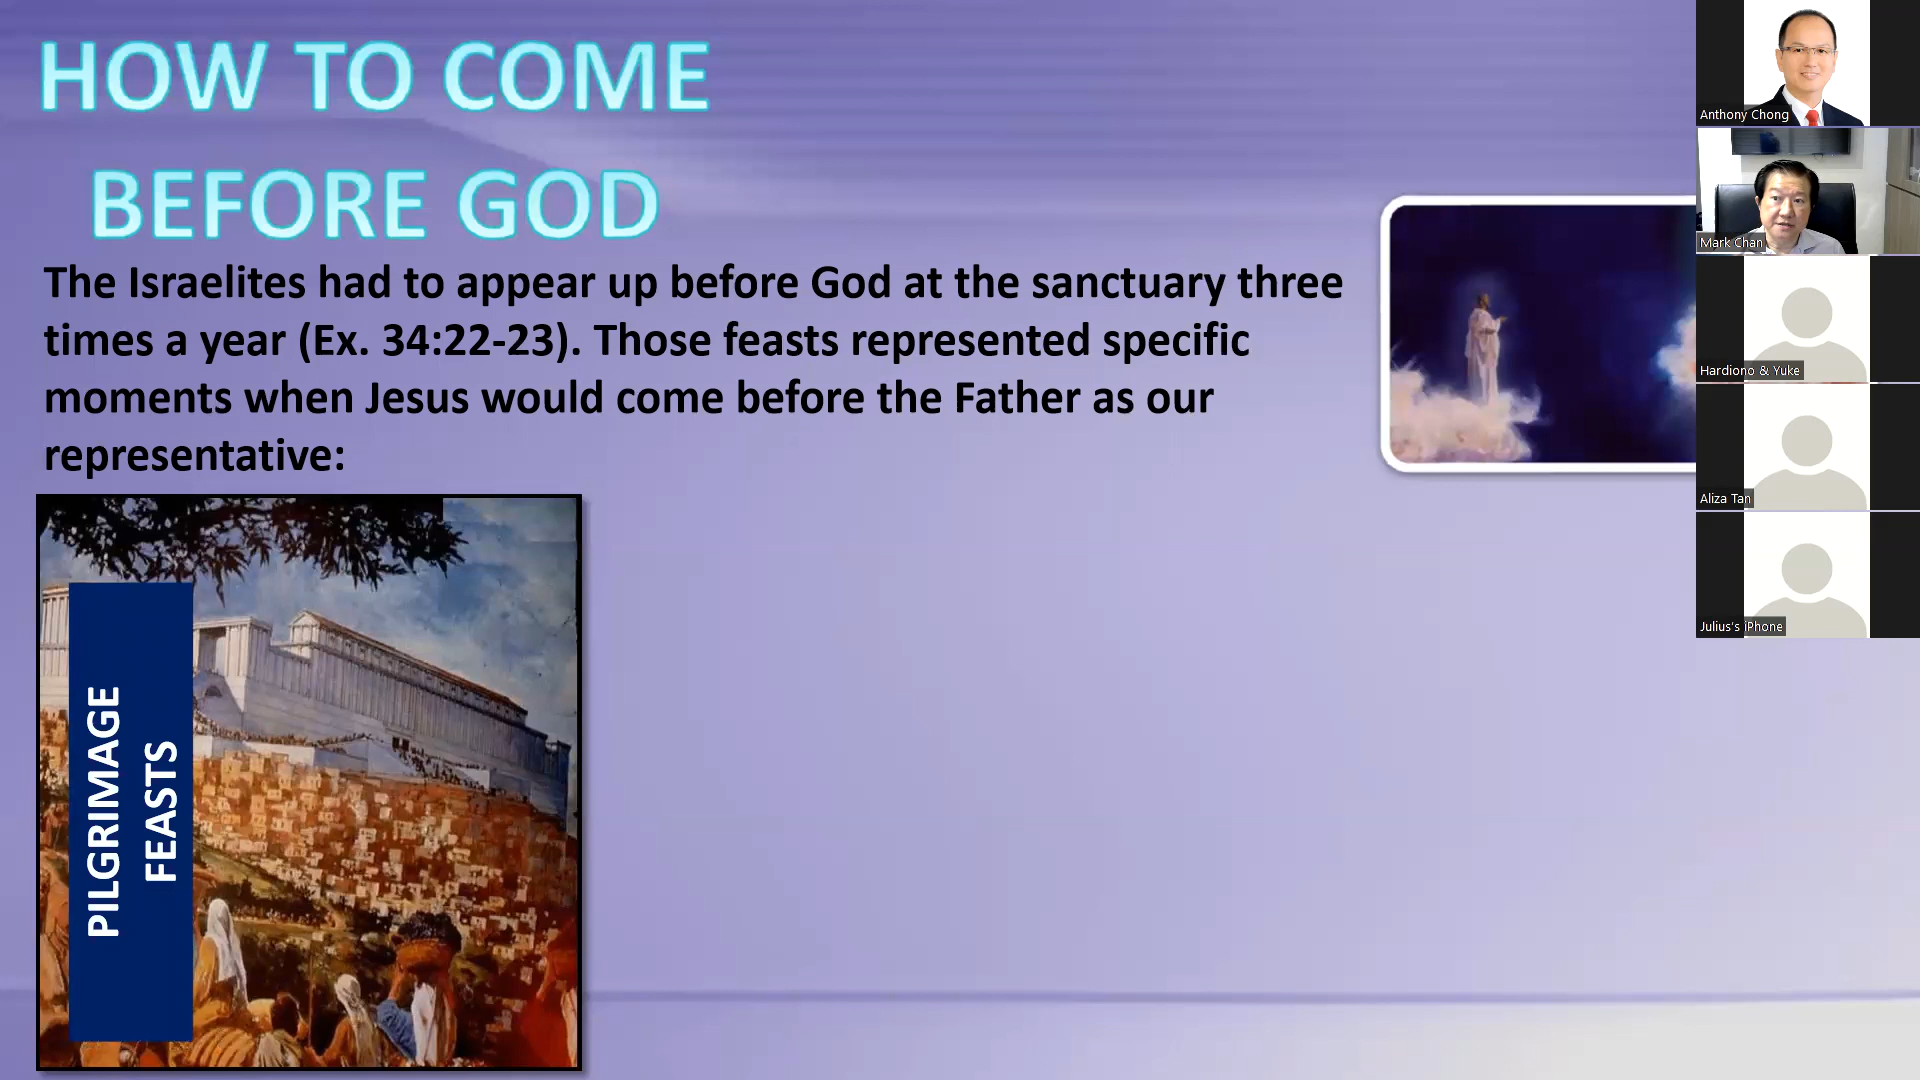 HOW TO COME
BEFORE GOD
The Israelites had to appear up before God at the sanctuary three
times a year (Ex. 34:22-23). Those feasts represented specific
moments when Jesus would come before the Father as our
representative:
PILGRIMAGE
FEASTS
Anthony Chong
Mark Chan
Hardiono & Yuke
Aliza Tan
Julius's iPhone